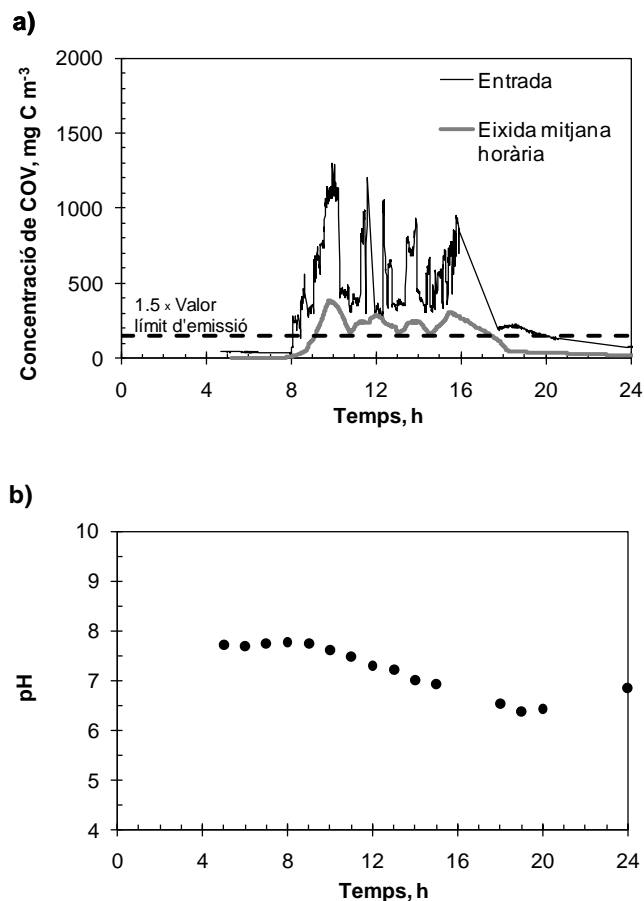 a)
Concentració de COV, mg C m-3
2000
1500
1000
500
0
Entrada
Eixida mitjana
horària
1.5 x Valor
límit d'emissió
0 4 8 12 16 20 24
Temps, h
b)
pH
10
9
8
7
6
5
4
0 4 8 12 16 20 24
Temps, h